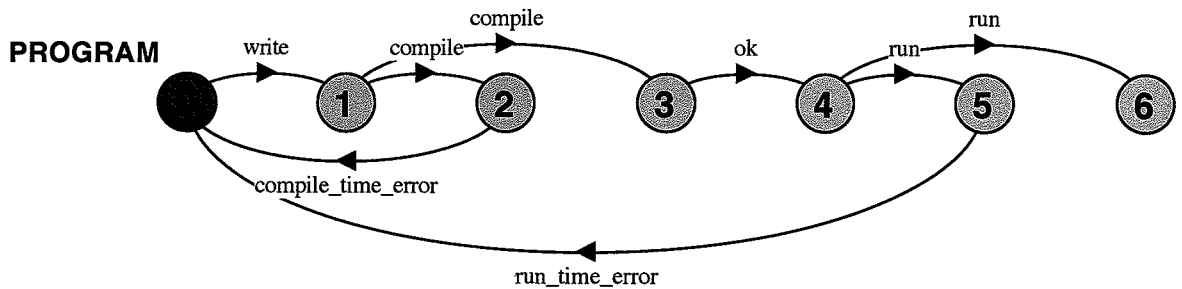 compile
run
PROGRAM
write
compile
ok
run
1
2
3
4
5
6
compile_time_error
run_time_error